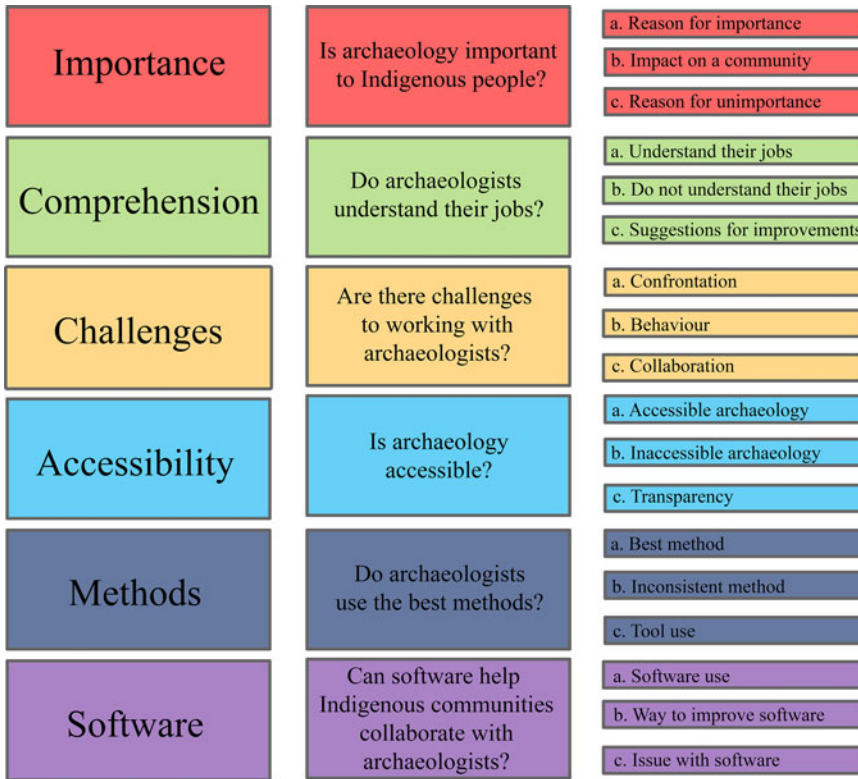 Importance
Is archaeology important
to Indigenous people?
a. Reason for importance
b. Impact on a community
c. Reason for unimportance
Comprehension
Do archaeologists
understand their jobs?
a. Understand their jobs
b. Do not understand their jobs
c. Suggestions for improvements
Challenges
Are there challenges
to working with
archaeologists?
a. Confrontation
b. Behaviour
c. Collaboration
Accessibility
Is archaeology
accessible?
a. Accessible archaeology
b. Inaccessible archaeology
c. Transparency
Methods
Do archaeologists
use the best methods?
a. Best method
b. Inconsistent method
c. Tool use
Software
Can software help
Indigenous communities
collaborate with
archaeologists?
a. Software use
b. Way to improve software
c. Issue with software